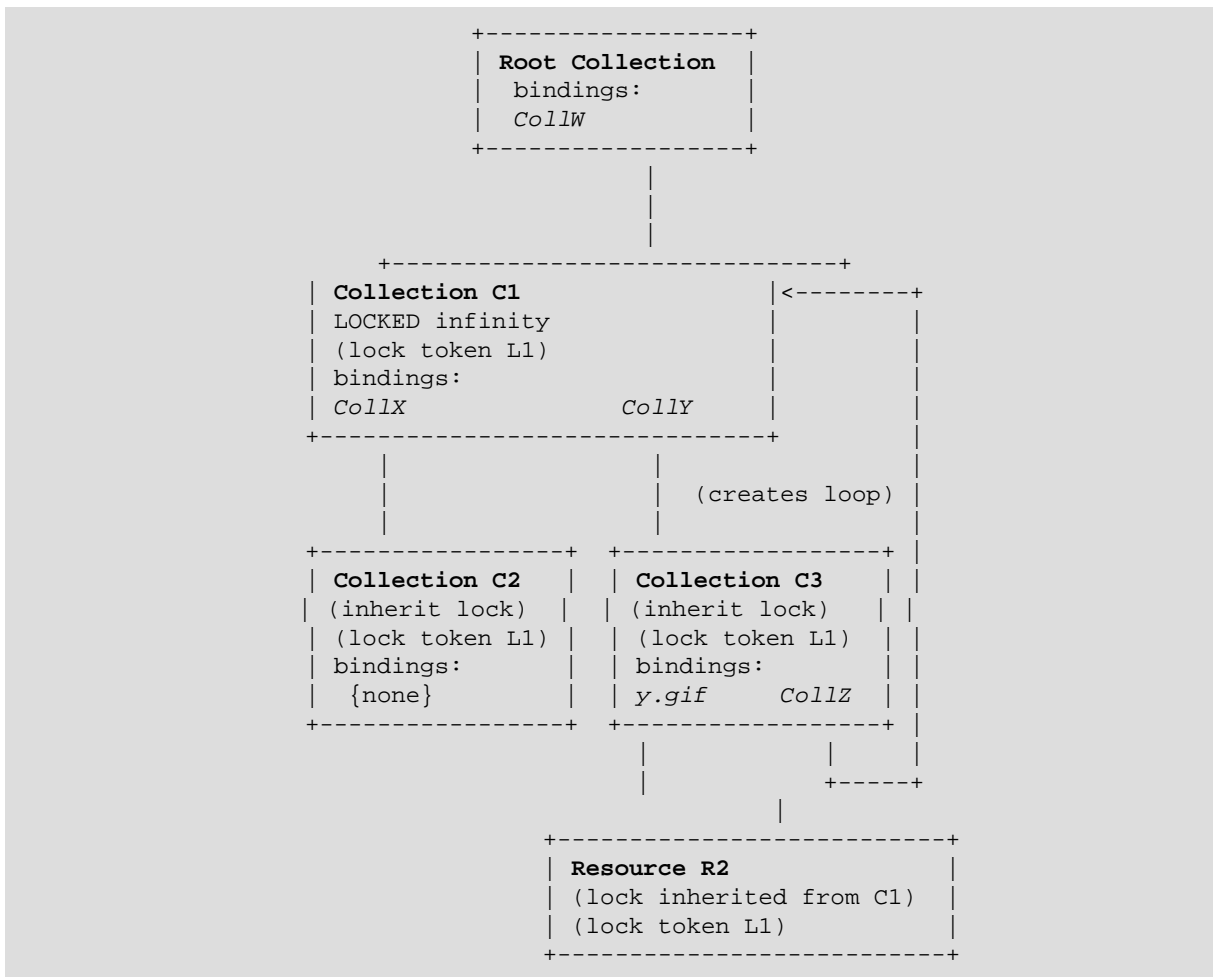 +------------------+
| Root Collection  |
|  bindings:       |
|  CollW           |
+------------------+
|
|
|
+-------------------------------+
| Collection C1                 |<--------+
| LOCKED infinity               |         |
| (lock token L1)               |         |
| bindings:                     |         |
| CollX               CollY     |         |
+-------------------------------+         |
|                  |                 |
|                  |  (creates loop) |
|                  |                 |
+-----------------+  +------------------+ |
| Collection C2   |  | Collection C3    | |
| (inherit lock)  |  | (inherit lock)   | |
| (lock token L1) |  | (lock token L1)  | |
| bindings:       |  | bindings:        | |
|  {none}         |  | y.gif     CollZ  | |
+-----------------+  +------------------+ |
|            |     |
|            +-----+
|
+---------------------------+
| Resource R2               |
| (lock inherited from C1)  |
| (lock token L1)           |
+---------------------------+